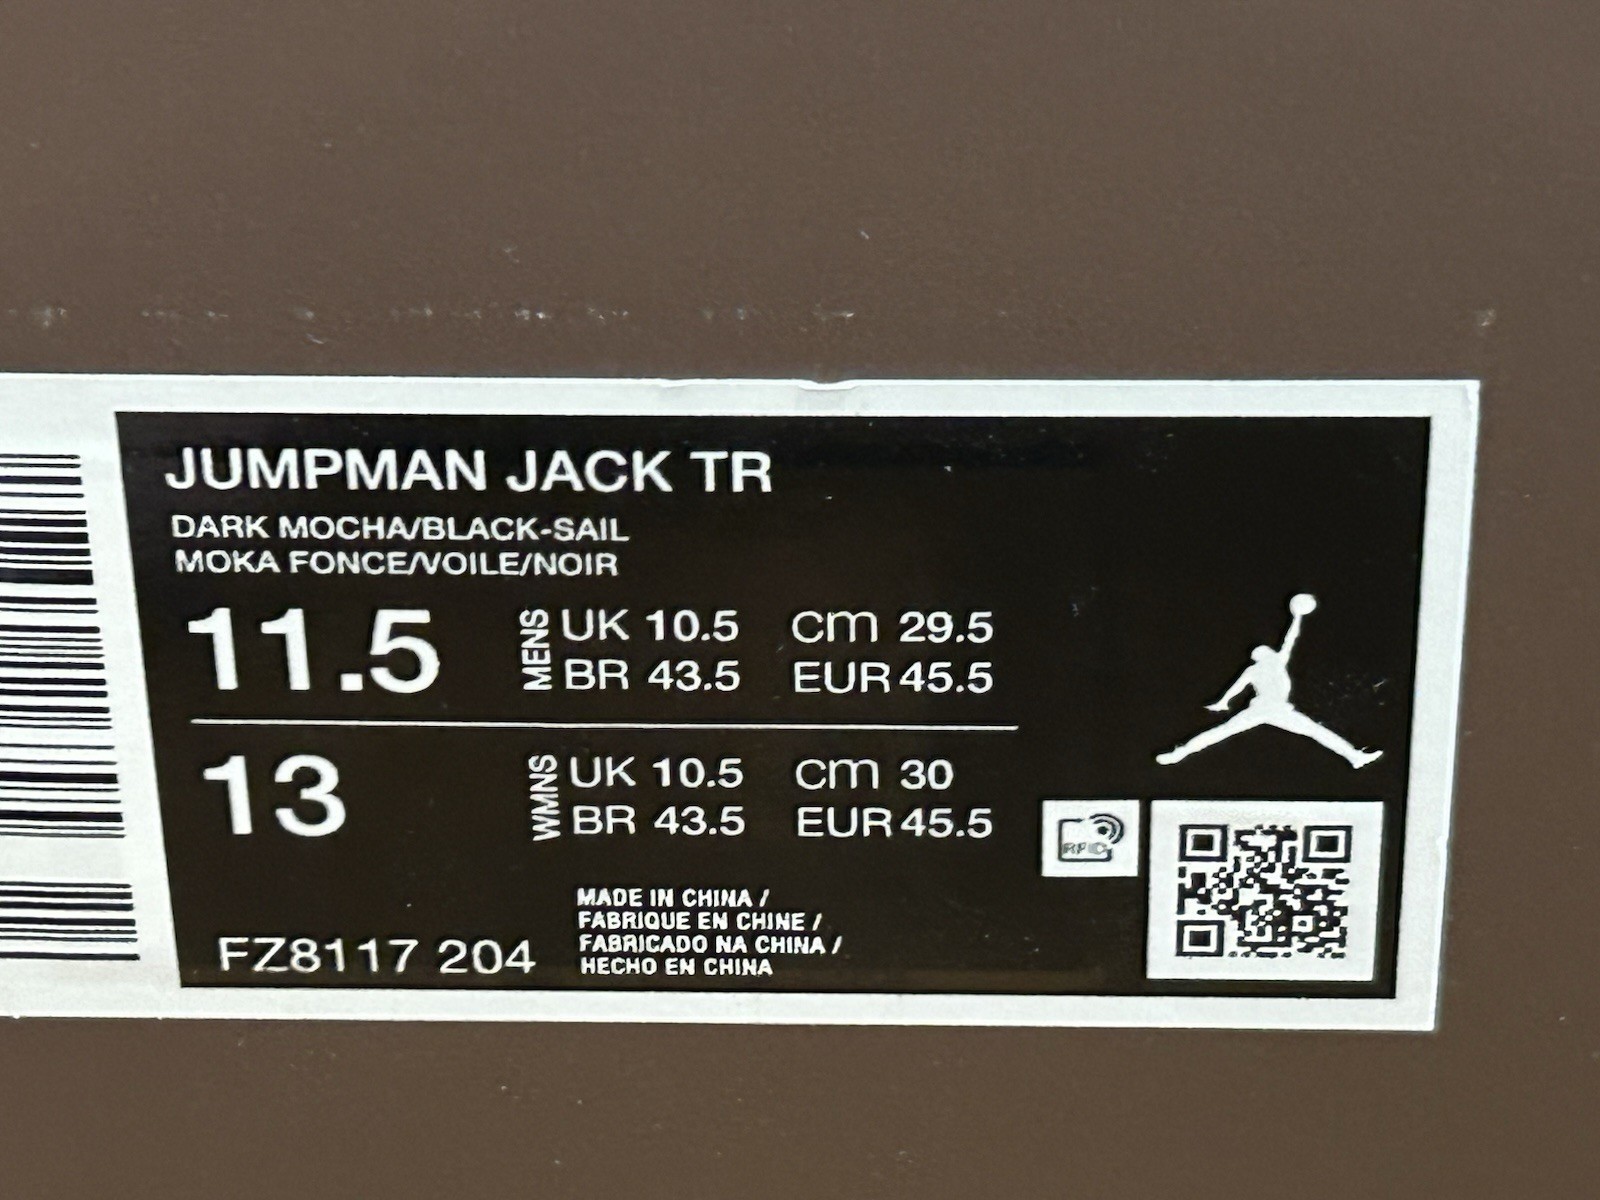 JUMPMAN JACK TR
DARK MOCHA/BLACK-SAIL
MOKA FONCE/VOILE/NOIR
11.5 MENS UK 10.5 cm 29.5
BR 43.5 EUR 45.5
13 WMNS UK 10.5 cm 30
BR 43.5 EUR 45.5
RFID
FZ8117 204
MADE IN CHINA /
FABRIQUE EN CHINE /
FABRICADO NA CHINA /
HECHO EN CHINA